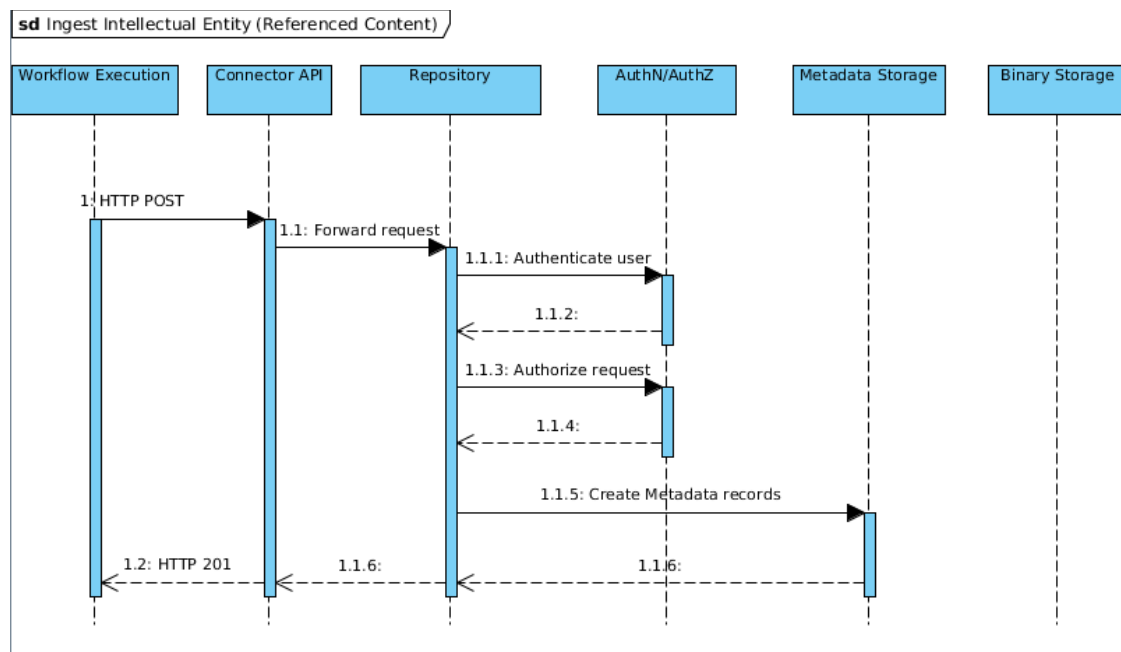 sd Ingest Intellectual Entity (Referenced Content)
Workflow Execution
Connector API
Repository
AuthN/AuthZ
Metadata Storage
Binary Storage
1: HTTP POST
1.1: Forward request
1.1.1: Authenticate user
1.1.2:
1.1.3: Authorize request
1.1.4:
1.1.5: Create Metadata records
1.2: HTTP 201
1.1.6:
1.1.6: